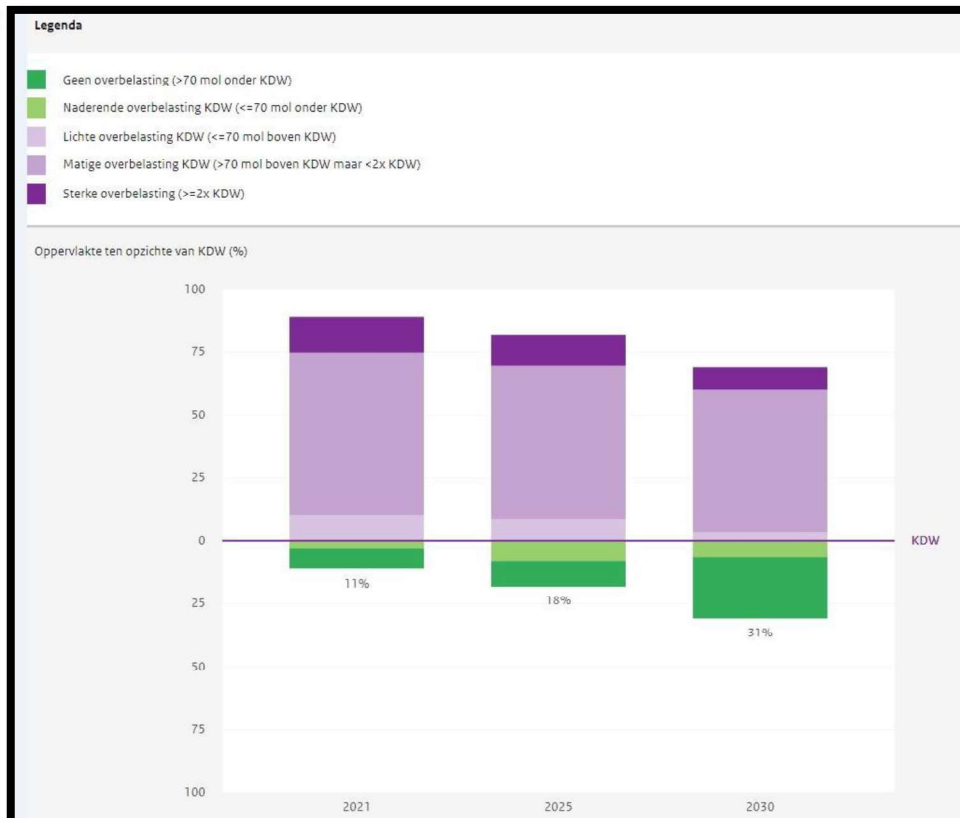 Legenda
Geen overbelasting (>70 mol onder KDW)
Naderende overbelasting KDW (<=70 mol onder KDW)
Lichte overbelasting KDW (<=70 mol boven KDW)
Matige overbelasting KDW (>70 mol boven KDW maar <2x KDW)
Sterke overbelasting (>=2x KDW)
Oppervlakte ten opzichte van KDW (%)
100
75
50
25
0
KDW
11%
18%
25
31%
50
75
100
2021 2025 2030